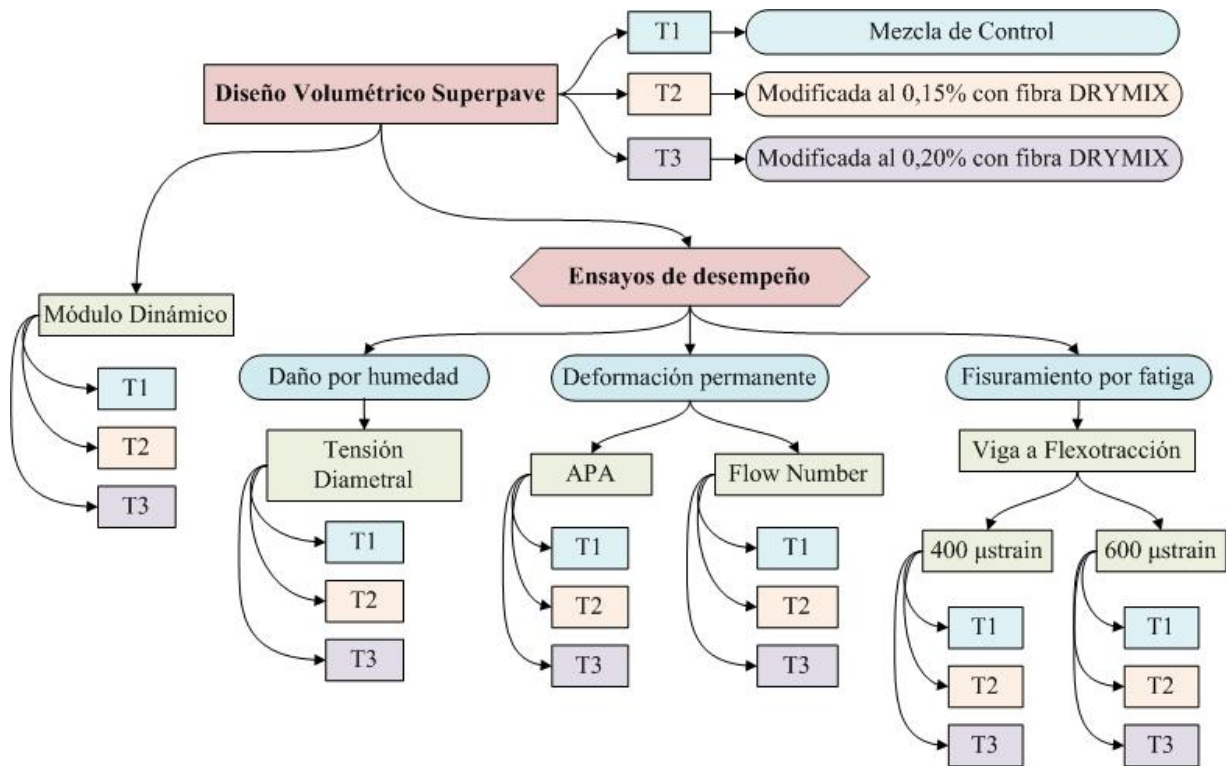 T1
Mezcla de Control
Diseño Volumétrico Superpave
T2
Modificada al 0,15% con fibra DRYMIX
T3
Modificada al 0,20% con fibra DRYMIX
Ensayos de desempeño
Módulo Dinámico
T1
T2
T3
Daño por humedad
Deformación permanente
Fisuramiento por fatiga
Tensión
Diametral
T1
T2
T3
APA
T1
T2
T3
Flow Number
T1
T2
T3
Viga a Flexotracción
400 µstrain
T1
T2
T3
600 µstrain
T1
T2
T3